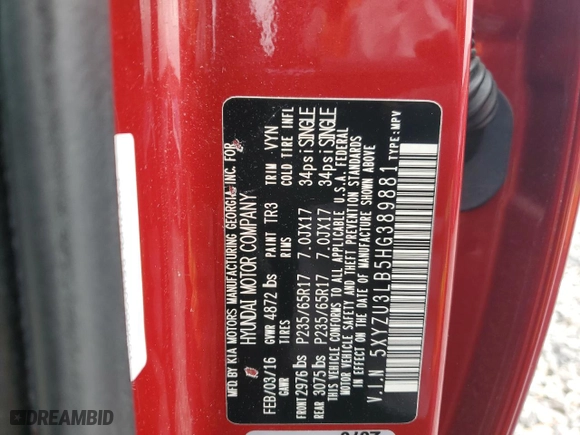 MFD BY KIA MOTORS MANUFACTURING GEORGIA, INC. FOR
HYUNDAI MOTOR COMPANY
FEB/03/16 PAINT TR3 TRIM VYN
GVWR 4872 lbs
GAWR TIRES RIMS COLD TIRE INFL
FRONT 2976 lbs P235/65R17 7.0JX17 34psi SINGLE
REAR 3075 lbs P235/65R17 7.0JX17 34psi SINGLE
THIS VEHICLE CONFORMS TO ALL APPLICABLE U.S.A. FEDERAL
MOTOR VEHICLE SAFETY AND THEFT PREVENTION STANDARDS
IN EFFECT ON THE DATE OF MANUFACTURE SHOWN ABOVE
V.I.N 5XYZU3LB5HG389881 TYPE:MPV
DREAMBID